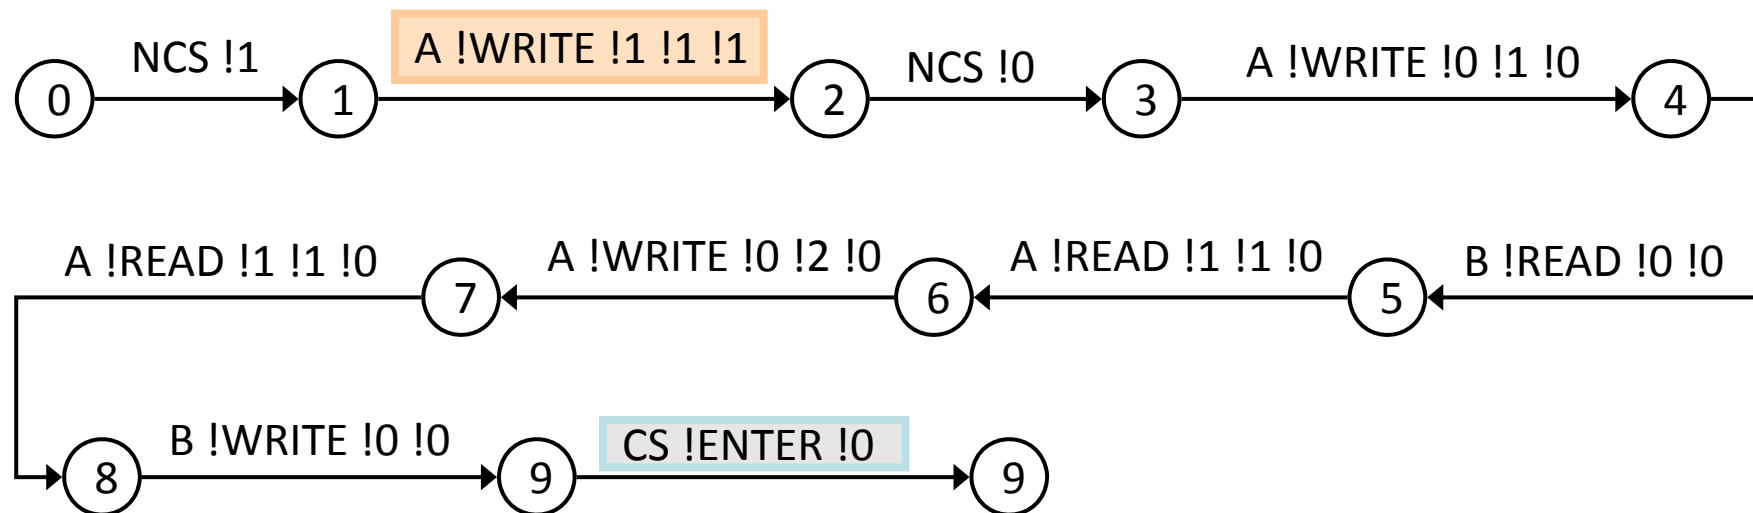 NCS !1
A !WRITE !1 !1 !1
NCS !0
A !WRITE !0 !1 !0
0
1
2
3
4
A !READ !1 !1 !0
A !WRITE !0 !2 !0
A !READ !1 !1 !0
B !READ !0 !0
7
6
5
B !WRITE !0 !0
CS !ENTER !0
8
9
9